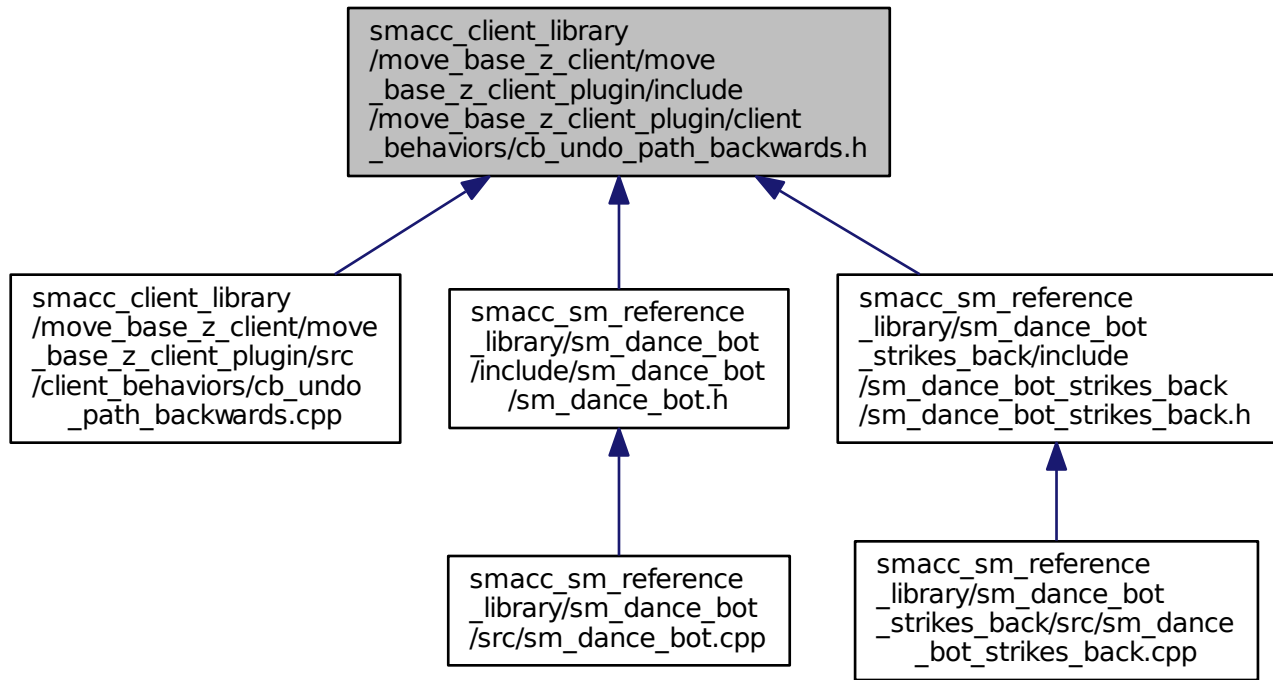 smacc_client_library
/move_base_z_client/move
_base_z_client_plugin/include
/move_base_z_client_plugin/client
_behaviors/cb_undo_path_backwards.h
smacc_client_library
/move_base_z_client/move
_base_z_client_plugin/src
/client_behaviors/cb_undo
_path_backwards.cpp
smacc_sm_reference
_library/sm_dance_bot
/include/sm_dance_bot
/sm_dance_bot.h
smacc_sm_reference
_library/sm_dance_bot
_strikes_back/include
/sm_dance_bot_strikes_back
/sm_dance_bot_strikes_back.h
smacc_sm_reference
_library/sm_dance_bot
/src/sm_dance_bot.cpp
smacc_sm_reference
_library/sm_dance_bot
_strikes_back/src/sm_dance
_bot_strikes_back.cpp